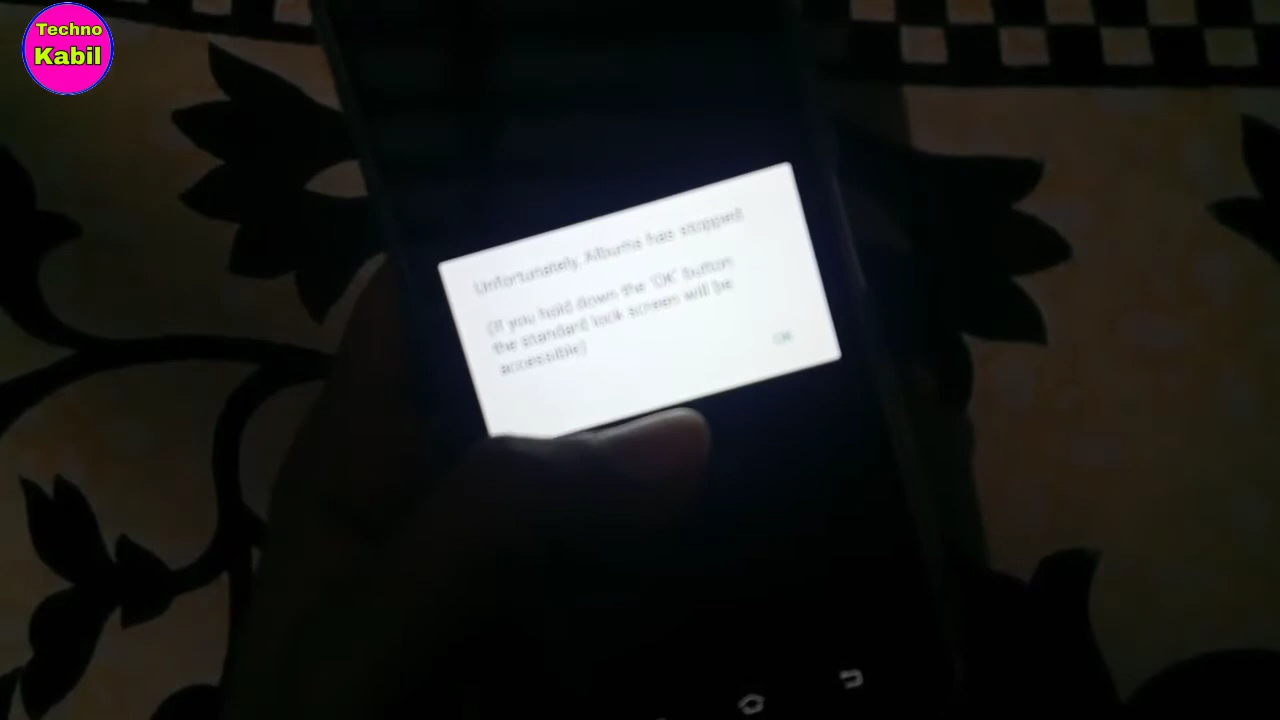 Techno
Kabil
Unfortunately, Albums has stopped
(If you hold down the 'OK' button
the standard lock screen will be
accessible)
OK